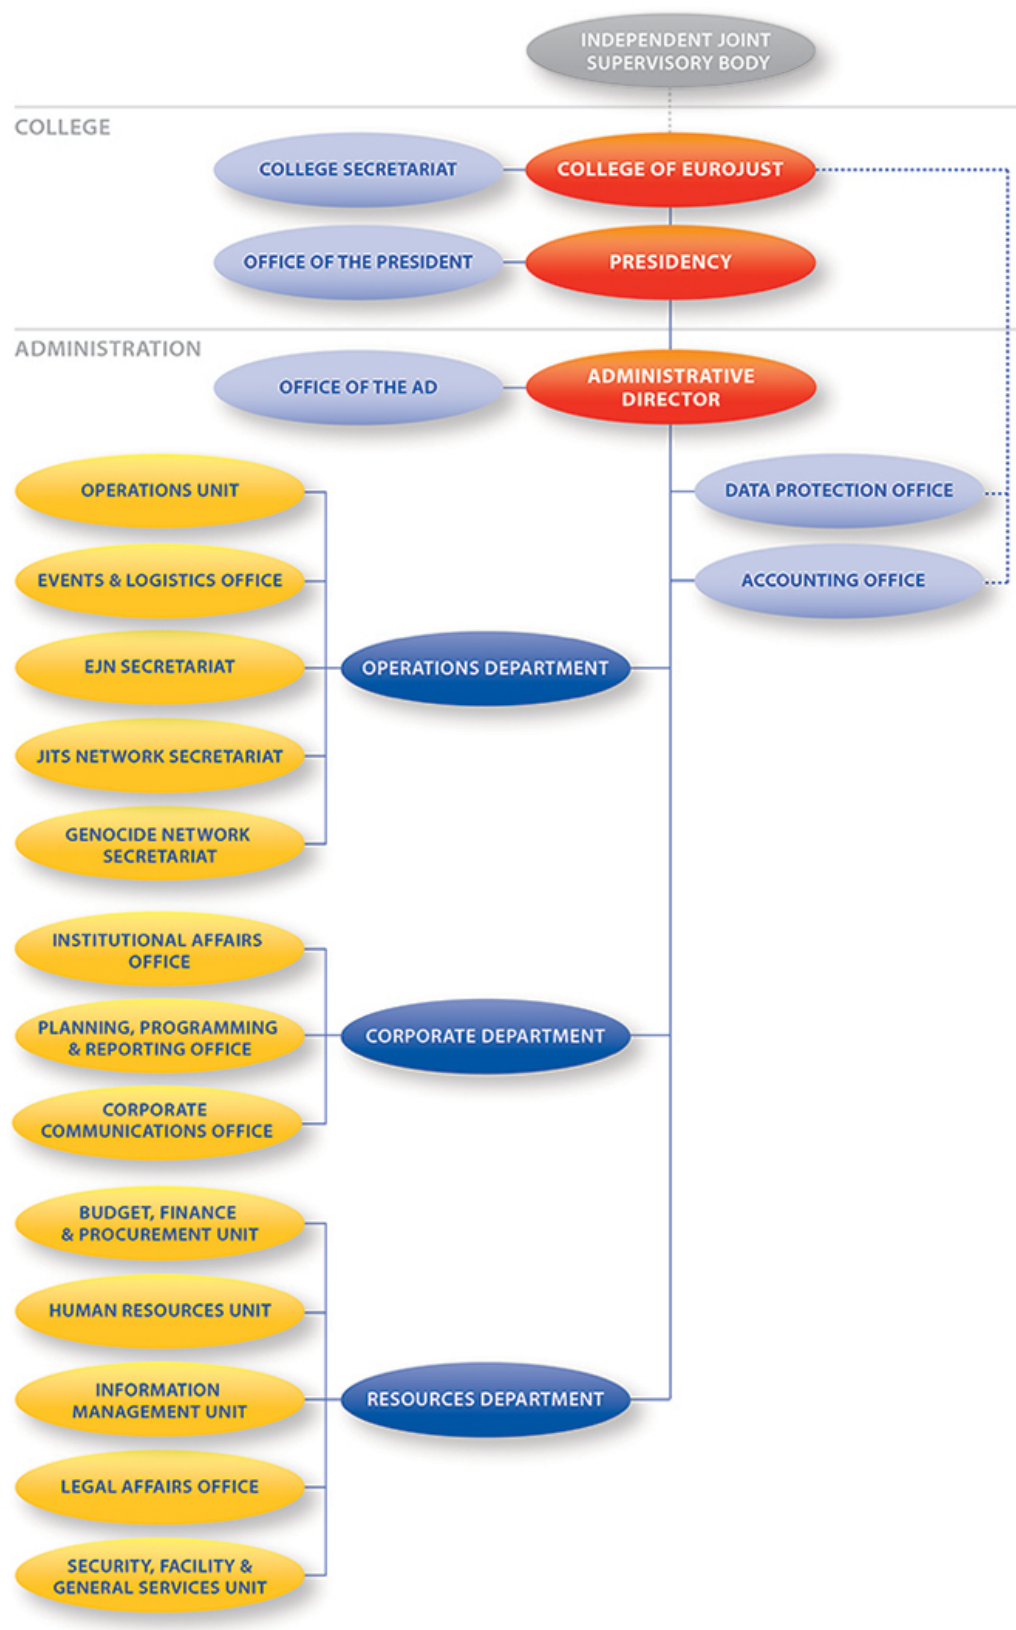 INDEPENDENT JOINT
SUPERVISORY BODY
COLLEGE
COLLEGE SECRETARIAT
COLLEGE OF EUROJUST
OFFICE OF THE PRESIDENT
PRESIDENCY
ADMINISTRATION
OFFICE OF THE AD
ADMINISTRATIVE
DIRECTOR
OPERATIONS UNIT
DATA PROTECTION OFFICE
EVENTS & LOGISTICS OFFICE
ACCOUNTING OFFICE
EJN SECRETARIAT
OPERATIONS DEPARTMENT
JITS NETWORK SECRETARIAT
GENOCIDE NETWORK
SECRETARIAT
INSTITUTIONAL AFFAIRS
OFFICE
PLANNING, PROGRAMMING
& REPORTING OFFICE
CORPORATE DEPARTMENT
CORPORATE
COMMUNICATIONS OFFICE
BUDGET, FINANCE
& PROCUREMENT UNIT
HUMAN RESOURCES UNIT
INFORMATION
MANAGEMENT UNIT
RESOURCES DEPARTMENT
LEGAL AFFAIRS OFFICE
SECURITY, FACILITY &
GENERAL SERVICES UNIT